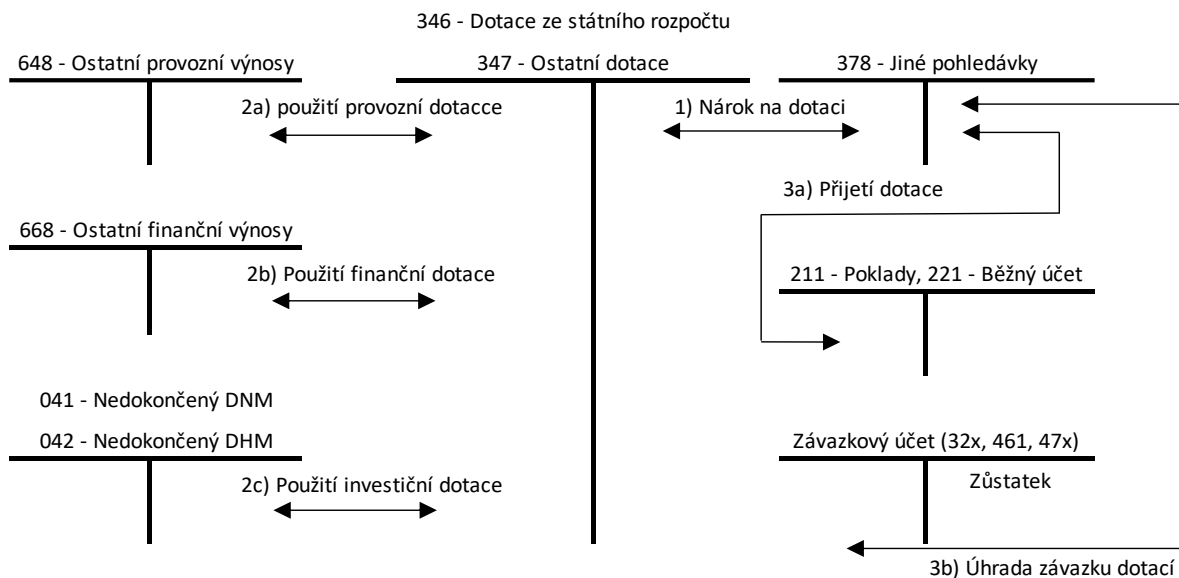 346 - Dotace ze státního rozpočtu
648 - Ostatní provozní výnosy
347 - Ostatní dotace
378 - Jiné pohledávky
2a) použití provozní dotacce
1) Nárok na dotaci
3a) Přijetí dotace
668 - Ostatní finanční výnosy
2b) Použití finanční dotace
211 - Poklady, 221 - Běžný účet
041 - Nedokončený DNM
042 - Nedokončený DHM
Závazkový účet (32x, 461, 47x)
2c) Použití investiční dotace
Zůstatek
3b) Úhrada závazku dotací